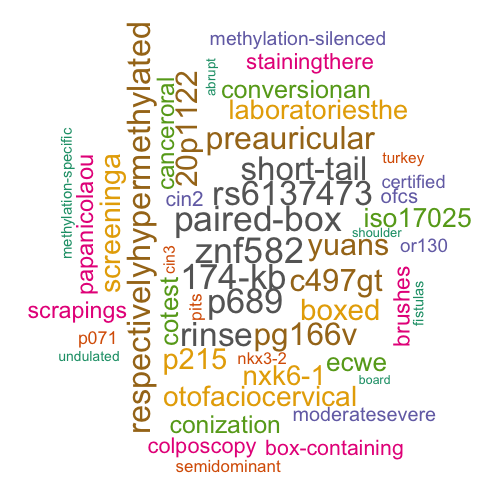 methylation-silenced
stainingthere
abrupt
conversionan
laboratoriesthe
respectivelyhypermethylated
canceroral
20p1122
preauricular
methylation-specific
papanicolaou
screeninga
short-tail
turkey
cin2
rs6137473
certified
ofcs
paired-box
iso17025
shoulder
znf582
yuans
or130
cin3
174-kb
c497gt
pits
p689
boxed
brushes
fistulas
scrapings
cotest
rinse
pg166v
p071
undulated
p215
nkx3-2
ecwe
nxk6-1
board
otofaciocervical
conization
moderatesevere
colposcopy
box-containing
semidominant